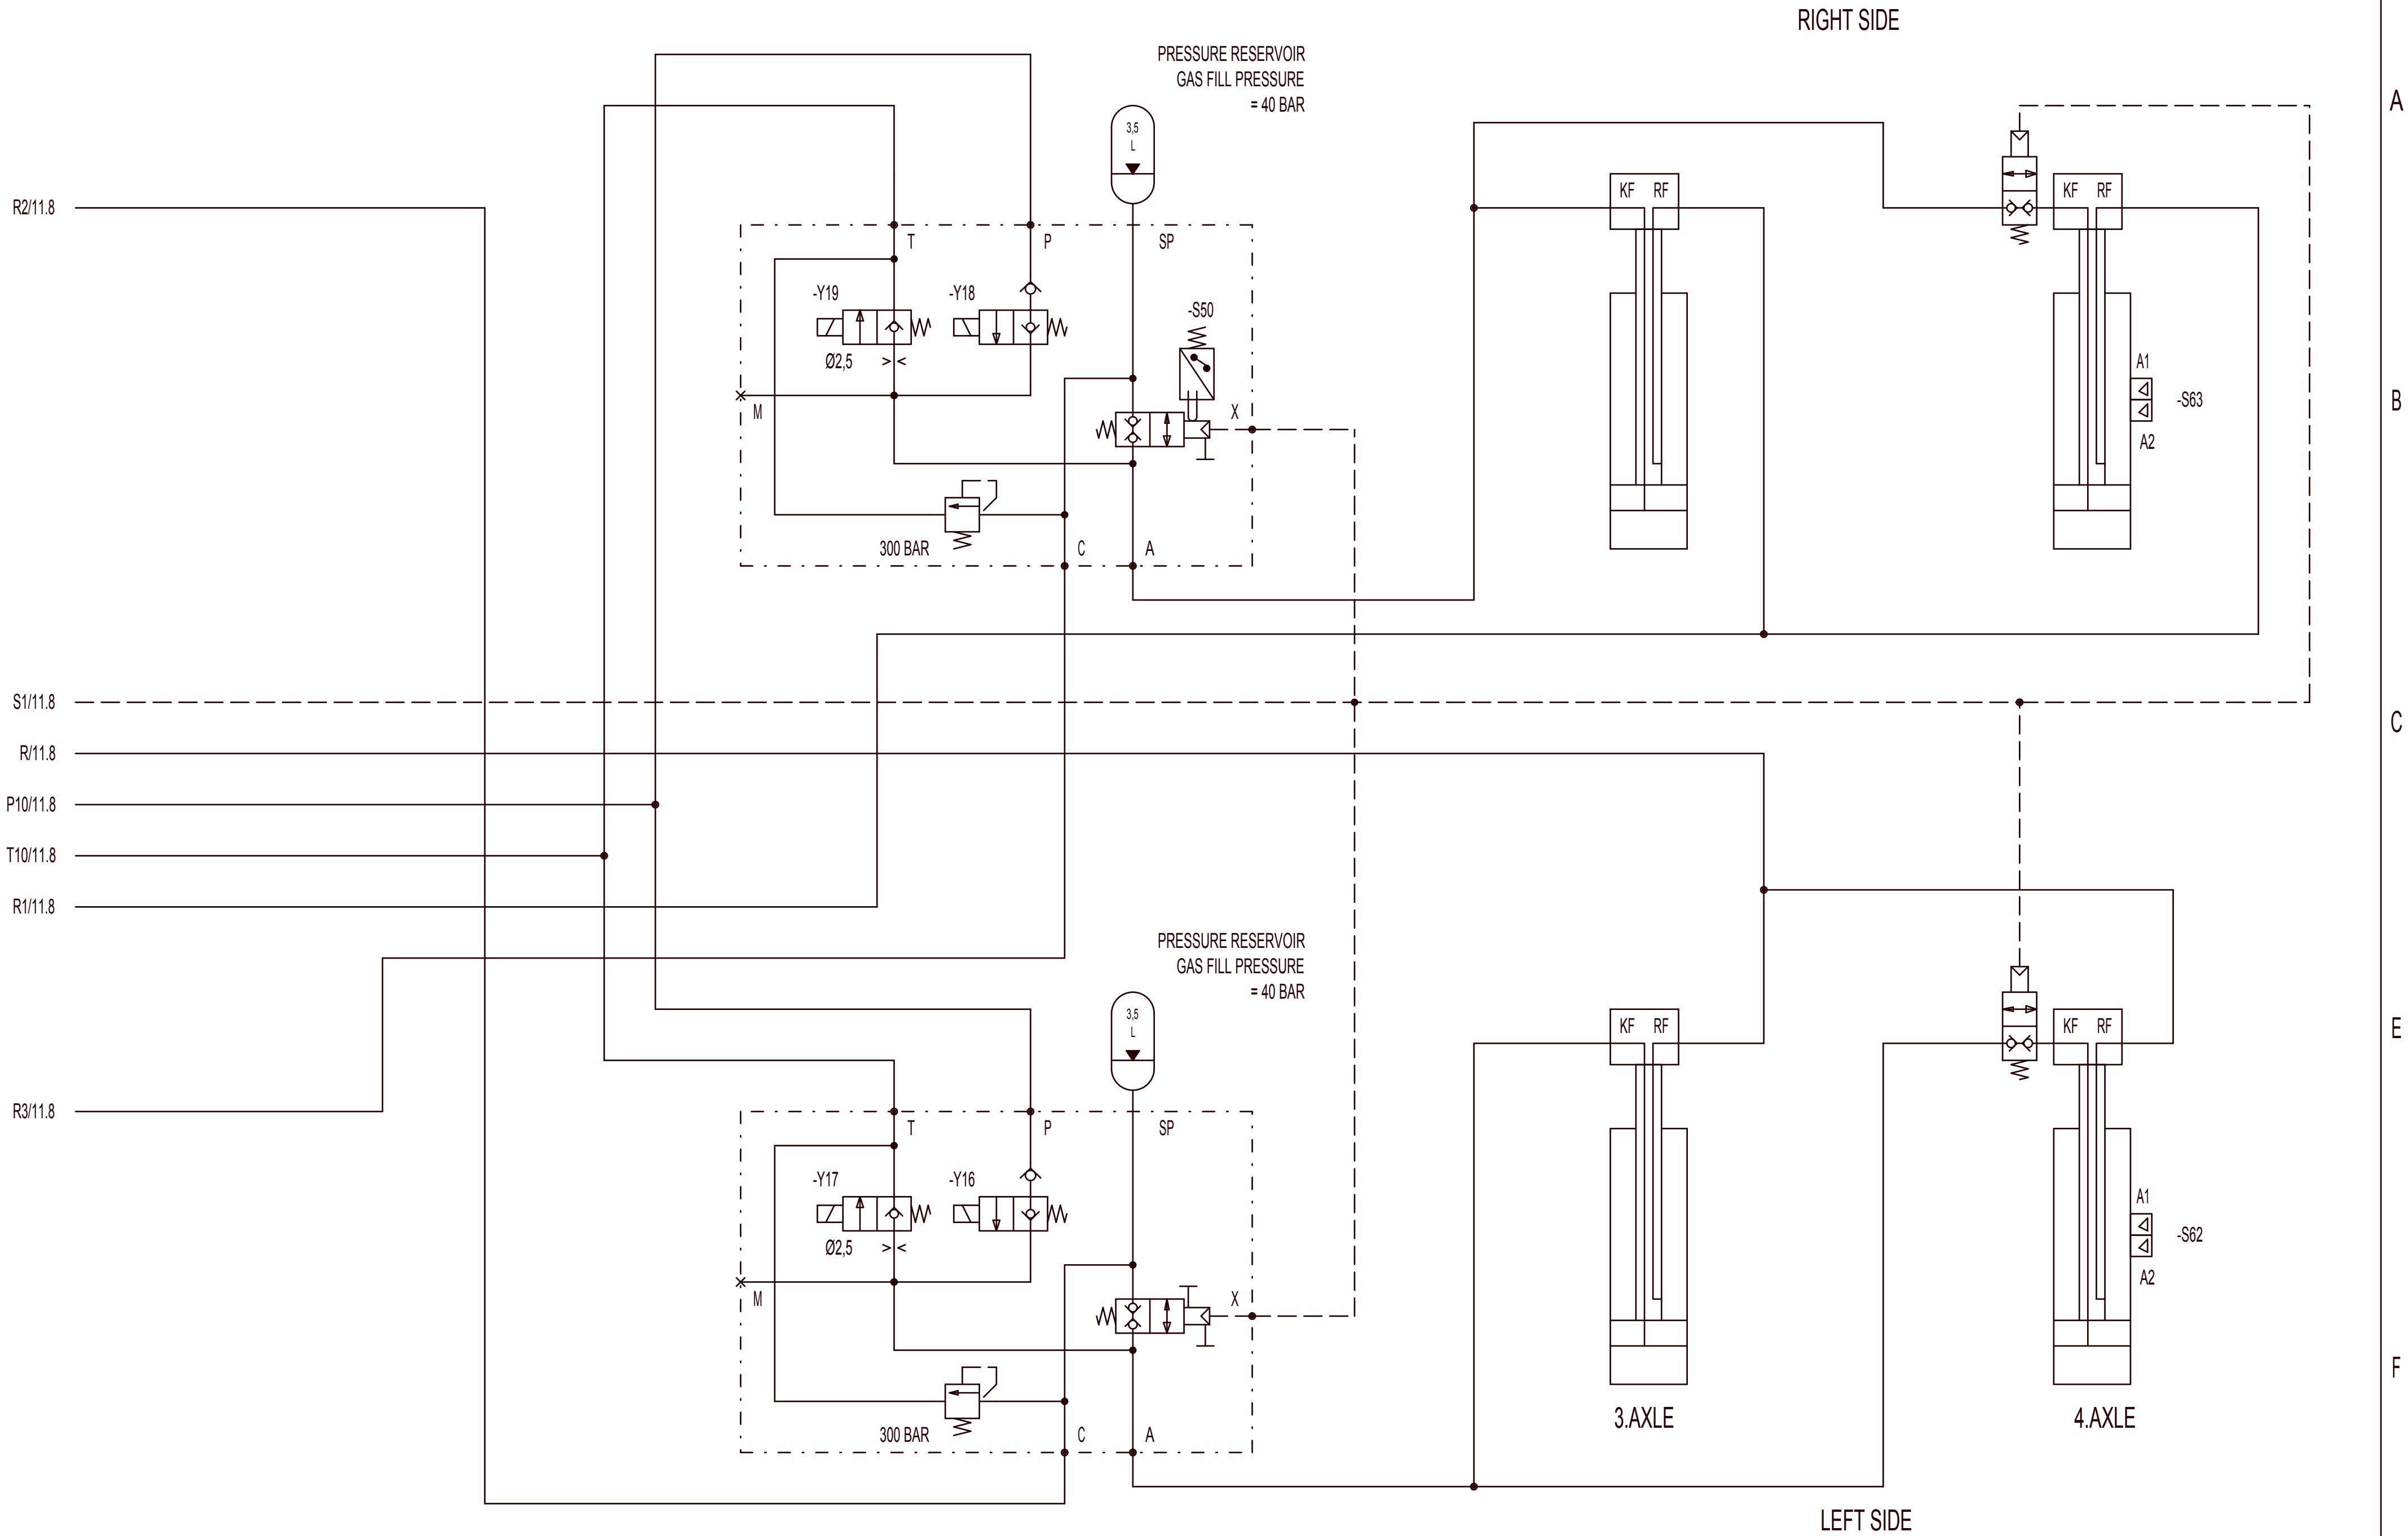 RIGHT SIDE
PRESSURE RESERVOIR
GAS FILL PRESSURE
= 40 BAR
A
3,5
L
KF RF
KF RF
R2/11.8
T
P
SP
-Y19
-Y18
-S50
Ø2,5
A1
-S63
B
M
X
A2
300 BAR
C
A
S1/11.8
C
R/11.8
P10/11.8
T10/11.8
R1/11.8
PRESSURE RESERVOIR
GAS FILL PRESSURE
= 40 BAR
3,5
L
KF RF
KF RF
E
R3/11.8
T
P
SP
-Y17
-Y16
A1
-S62
Ø2,5
A2
M
X
F
300 BAR
C
A
3.AXLE
4.AXLE
LEFT SIDE